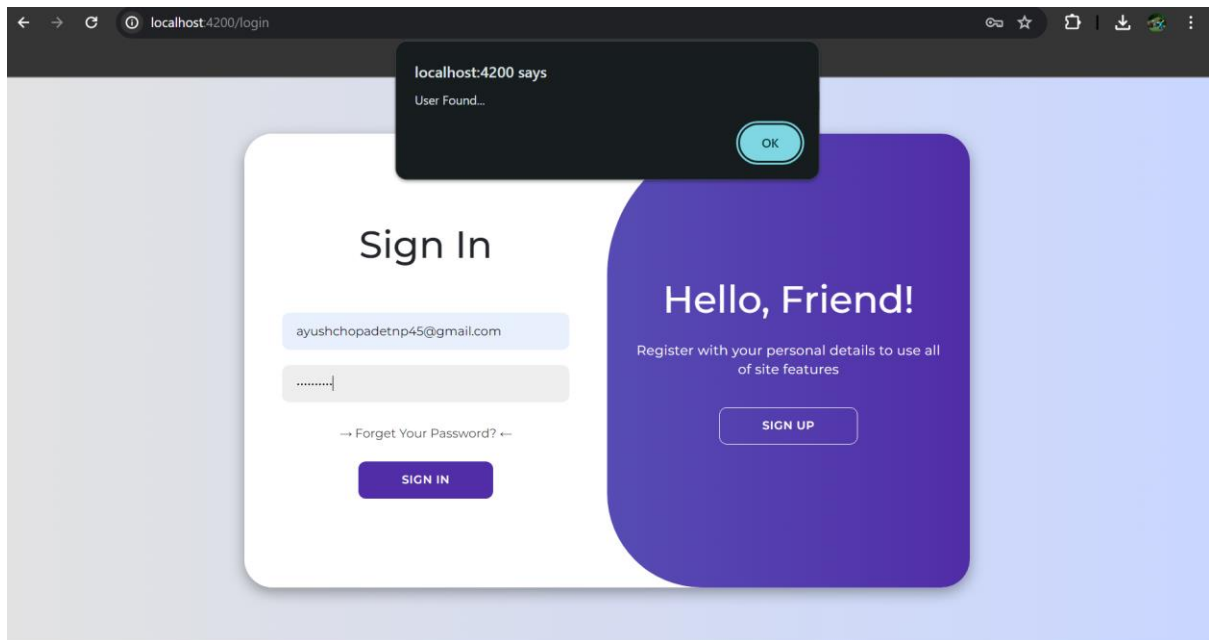 localhost:4200/login
localhost:4200 says
User Found...
OK
Sign In
ayushchopadetnp45@gmail.com
..........
→ Forget Your Password? ←
SIGN IN
Hello, Friend!
Register with your personal details to use all
of site features
SIGN UP